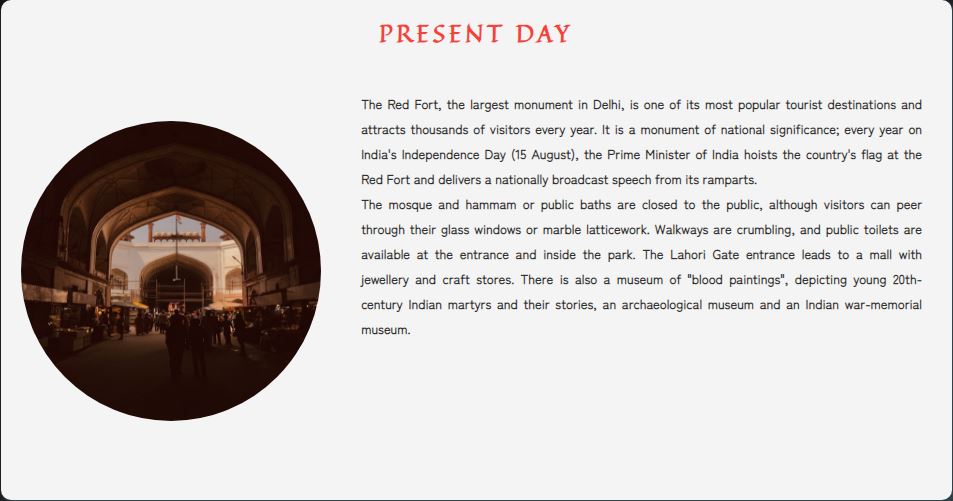 PRESENT DAY
The Red Fort, the largest monument in Delhi, is one of its most popular tourist destinations and
attracts thousands of visitors every year. It is a monument of national significance; every year on
India's Independence Day (15 August), the Prime Minister of India hoists the country's flag at the
Red Fort and delivers a nationally broadcast speech from its ramparts.
The mosque and hammam or public baths are closed to the public, although visitors can peer
through their glass windows or marble latticework. Walkways are crumbling, and public toilets are
available at the entrance and inside the park. The Lahori Gate entrance leads to a mall with
jewellery and craft stores. There is also a museum of "blood paintings", depicting young 20th-
century Indian martyrs and their stories, an archaeological museum and an Indian war-memorial
museum.